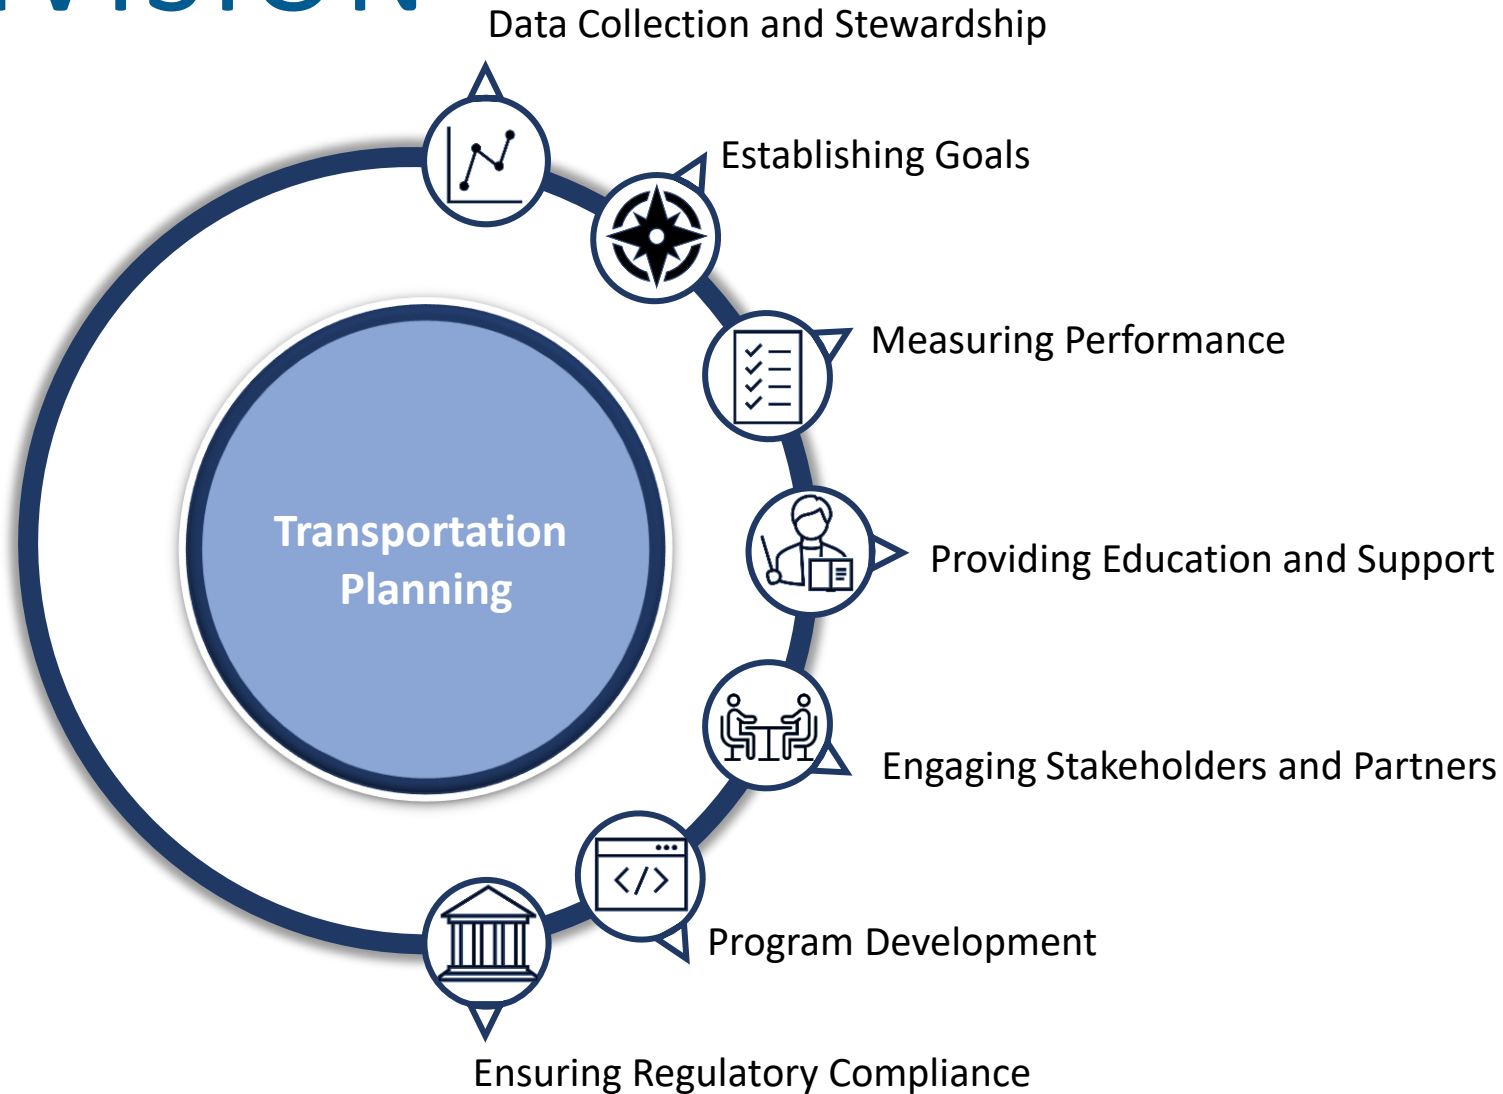 Data Collection and Stewardship
Establishing Goals
Measuring Performance
Transportation
Planning
Providing Education and Support
Engaging Stakeholders and Partners
</>
Program Development
Ensuring Regulatory Compliance